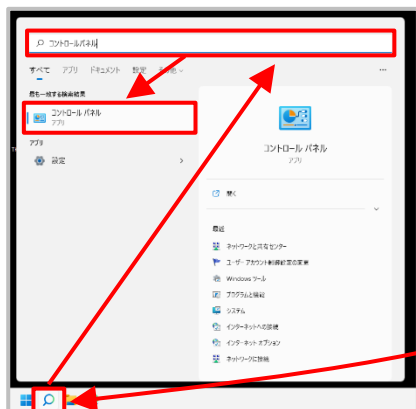 コントロールパネル
すべて アプリ ドキュメント 設定 その他
最も一致する検索結果
コントロール パネル
アプリ
アプリ
設定
コントロール パネル
アプリ
開く
最近
ネットワークと共有センター
ユーザー アカウント制御設定の変更
Windows ツール
プログラムと機能
システム
インターネットへの接続
インターネット オプション
ネットワークに接続